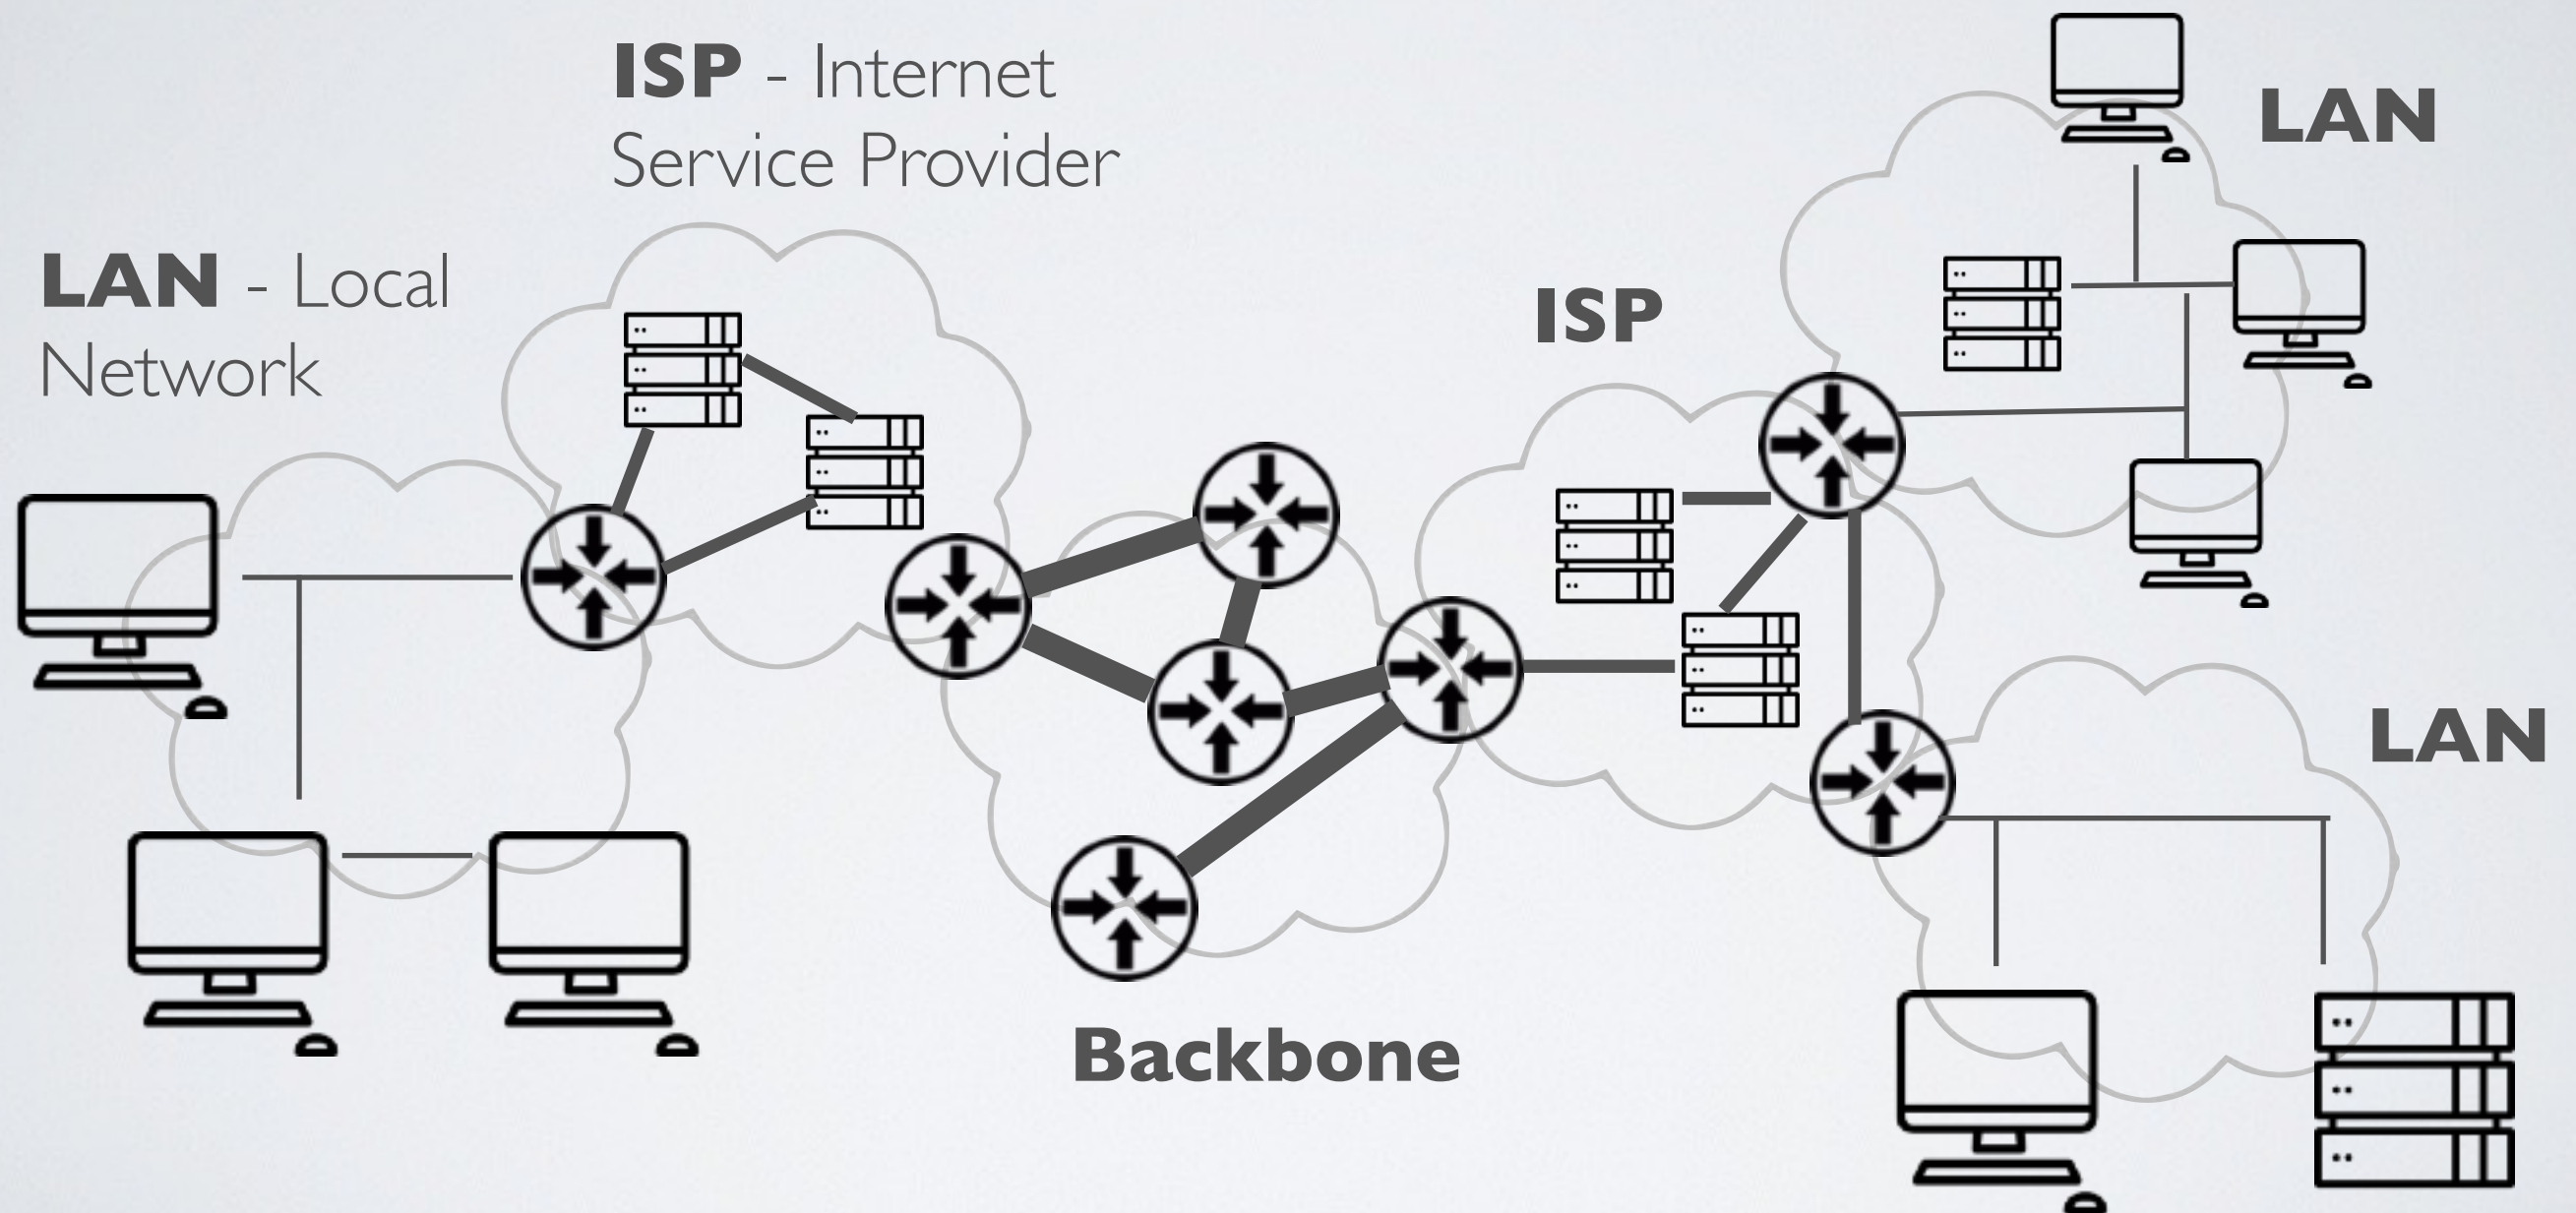 ISP - Internet
Service Provider
LAN - Local
Network
ISP
LAN
LAN
Backbone